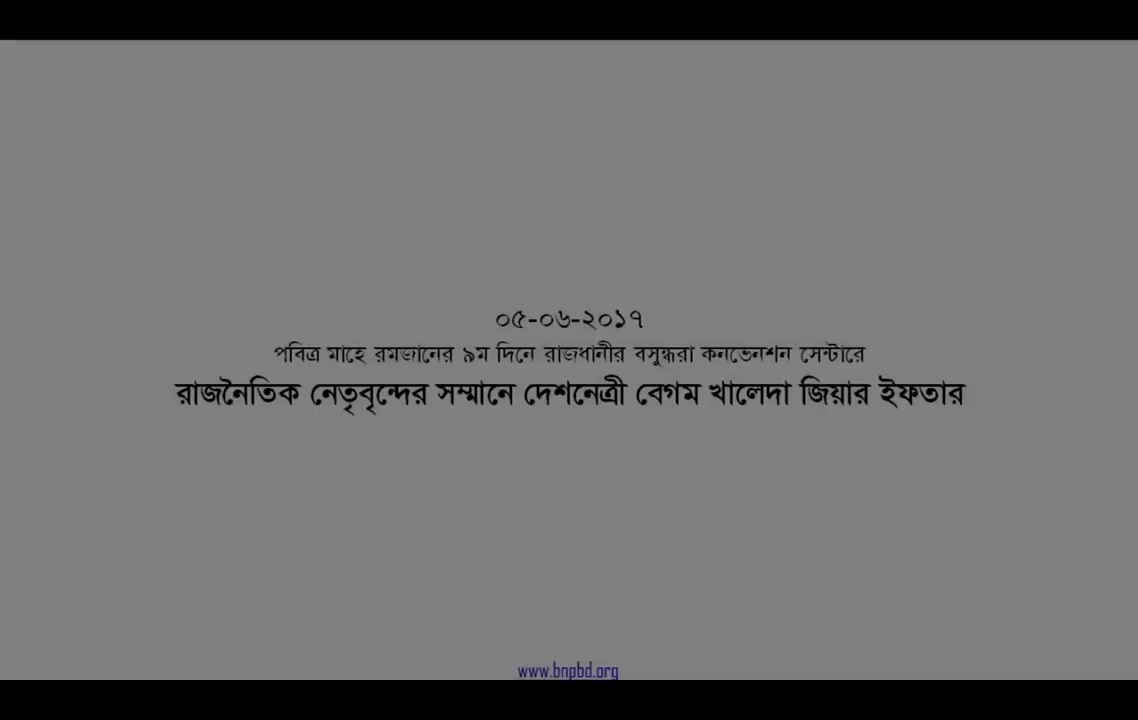 ০৫-০৬-২০১৭
পবিত্র মাহে রমজানের ৯ম দিনে রাজধানীর বসুন্ধরা কনভেনশন সেন্টারে
রাজনৈতিক নেতৃবৃন্দের সম্মানে দেশনেত্রী বেগম খালেদা জিয়ার ইফতার
www.bnpbd.org